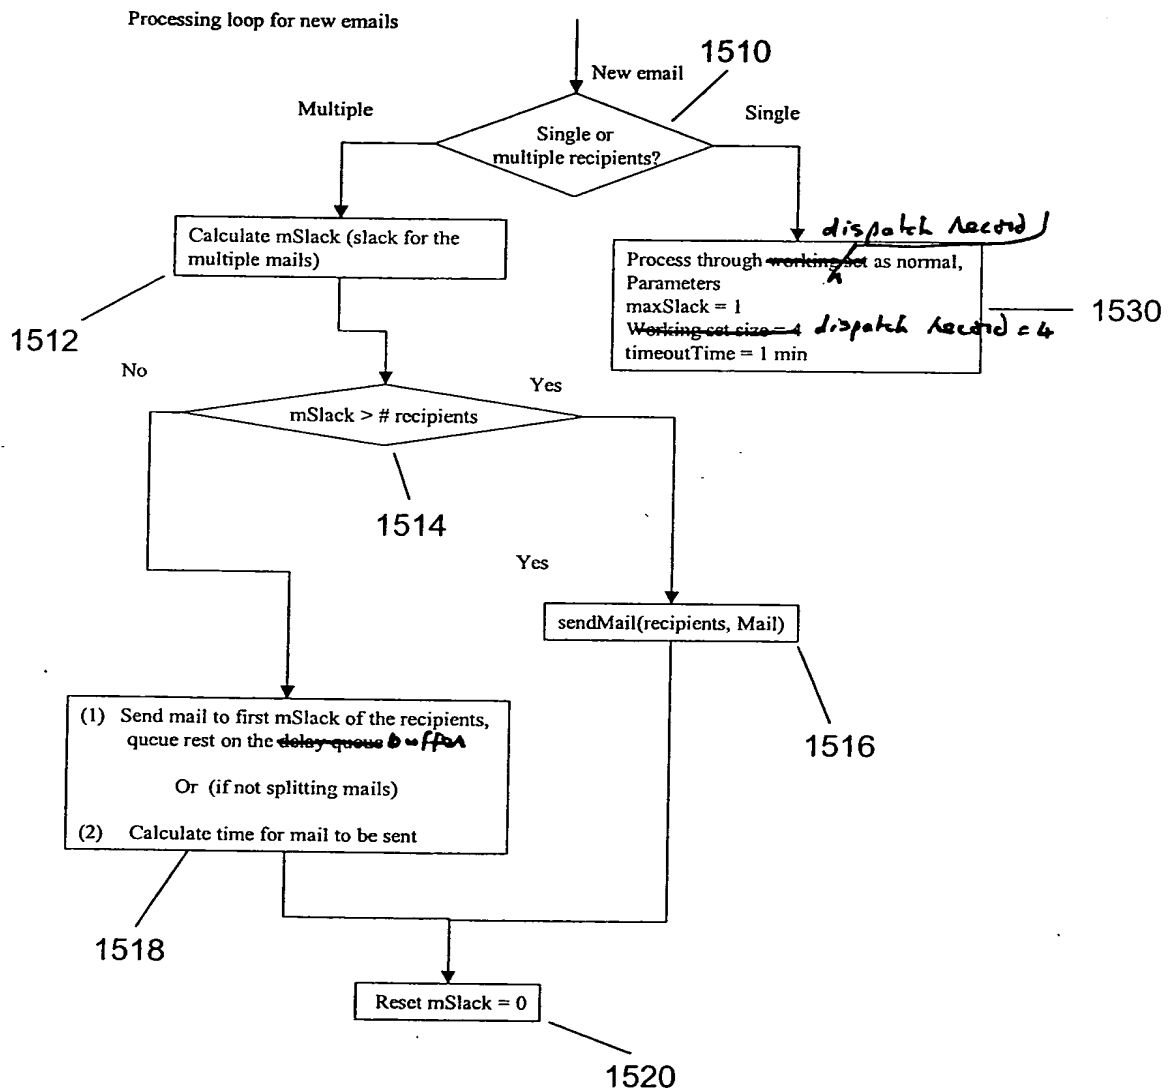 Processing loop for new emails
1510
New email
Multiple
Single
Single or
multiple recipients?
dispatch record
Calculate mSlack (slack for the
multiple mails)
Process through working set as normal,
Parameters
maxSlack = 1
Working set size = 4 dispatch record = 4
timeoutTime = 1 min
1530
1512
No
Yes
mSlack > # recipients
1514
Yes
sendMail(recipients, Mail)
1516
(1) Send mail to first mSlack of the recipients,
queue rest on the delay queue buffer
Or (if not splitting mails)
(2) Calculate time for mail to be sent
1518
Reset mSlack = 0
1520